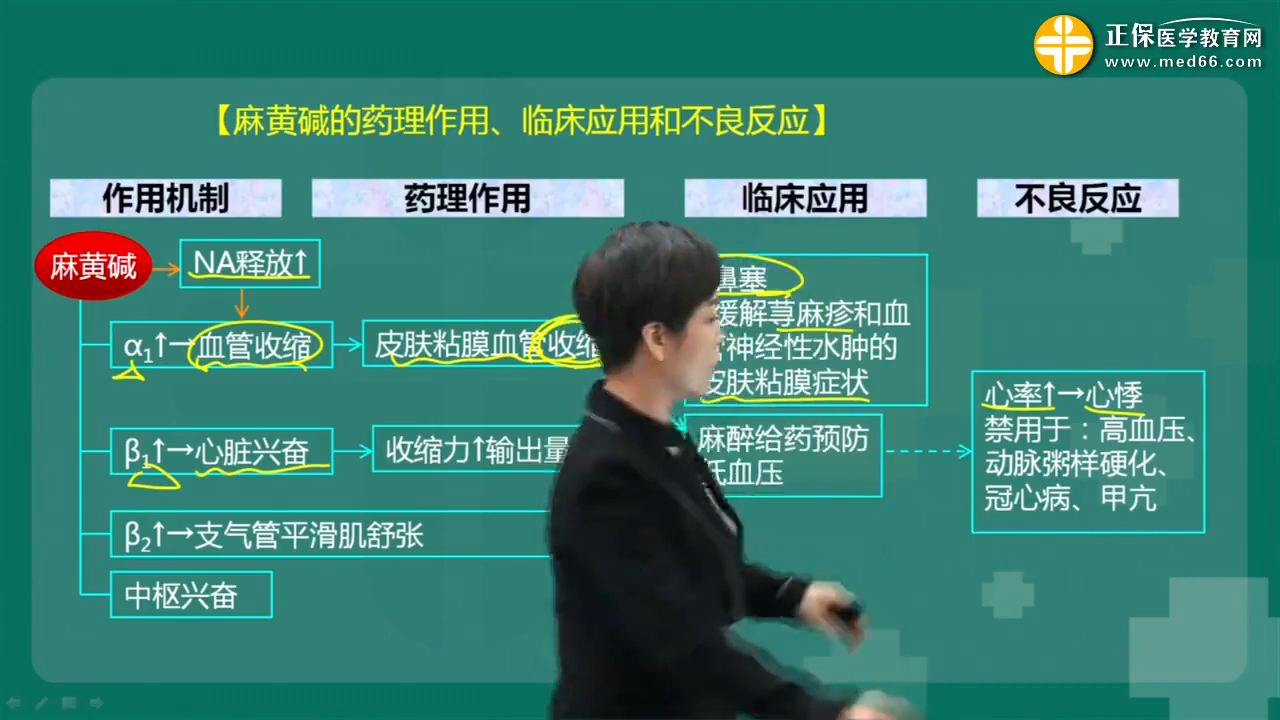 正保医学教育网
www.med66.com
【麻黄碱的药理作用、临床应用和不良反应】
作用机制
药理作用
临床应用
不良反应
麻黄碱
NA释放↑
α₁↑→血管收缩
皮肤粘膜血管收缩
鼻塞
缓解荨麻疹和血
管神经性水肿的
皮肤粘膜症状
β₁↑→心脏兴奋
收缩力↑输出量
麻醉给药预防
低血压
心率↑→心悸
禁用于：高血压、
动脉粥样硬化、
冠心病、甲亢
β₂↑→支气管平滑肌舒张
中枢兴奋